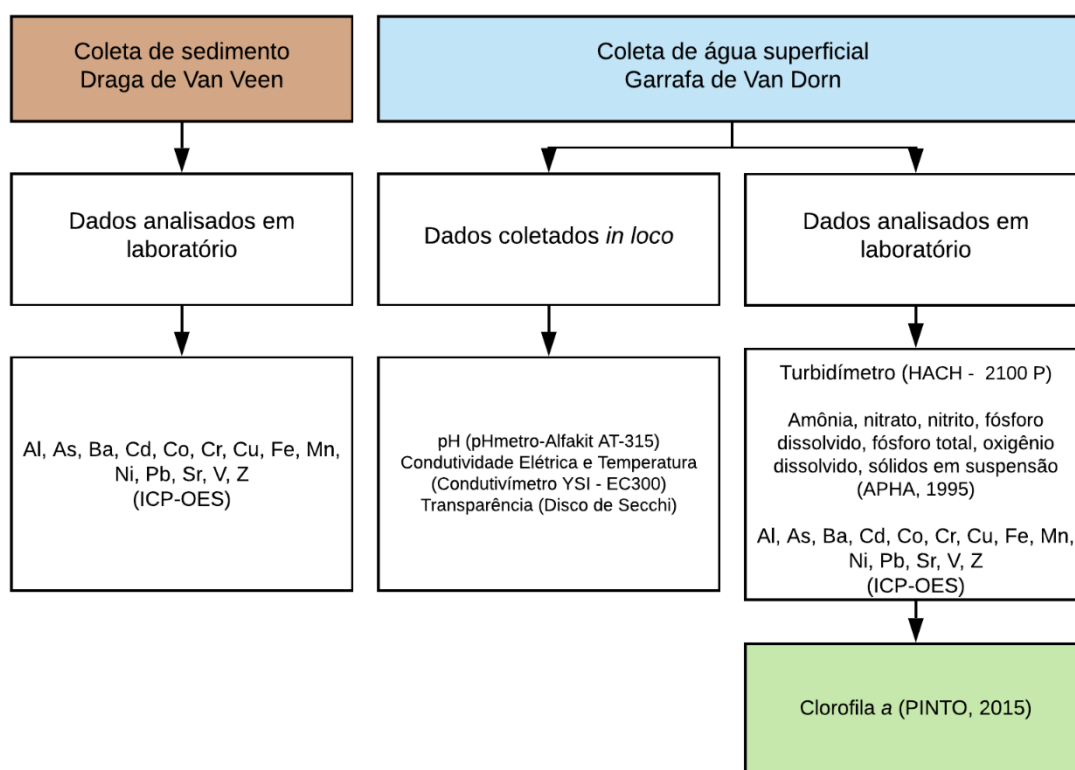 Coleta de sedimento
Draga de Van Veen
Coleta de água superficial
Garrafa de Van Dorn
Dados analisados em
laboratório
Dados coletados in loco
Dados analisados em
laboratório
Al, As, Ba, Cd, Co, Cr, Cu, Fe, Mn,
Ni, Pb, Sr, V, Z
(ICP-OES)
pH (pHmetro-Alfakit AT-315)
Condutividade Elétrica e Temperatura
(Condutivímetro YSI - EC300)
Transparência (Disco de Secchi)
Turbidímetro (HACH - 2100 P)
Amônia, nitrato, nitrito, fósforo
dissolvido, fósforo total, oxigênio
dissolvido, sólidos em suspensão
(APHA, 1995)
Al, As, Ba, Cd, Co, Cr, Cu, Fe, Mn,
Ni, Pb, Sr, V, Z
(ICP-OES)
Clorofila a (PINTO, 2015)